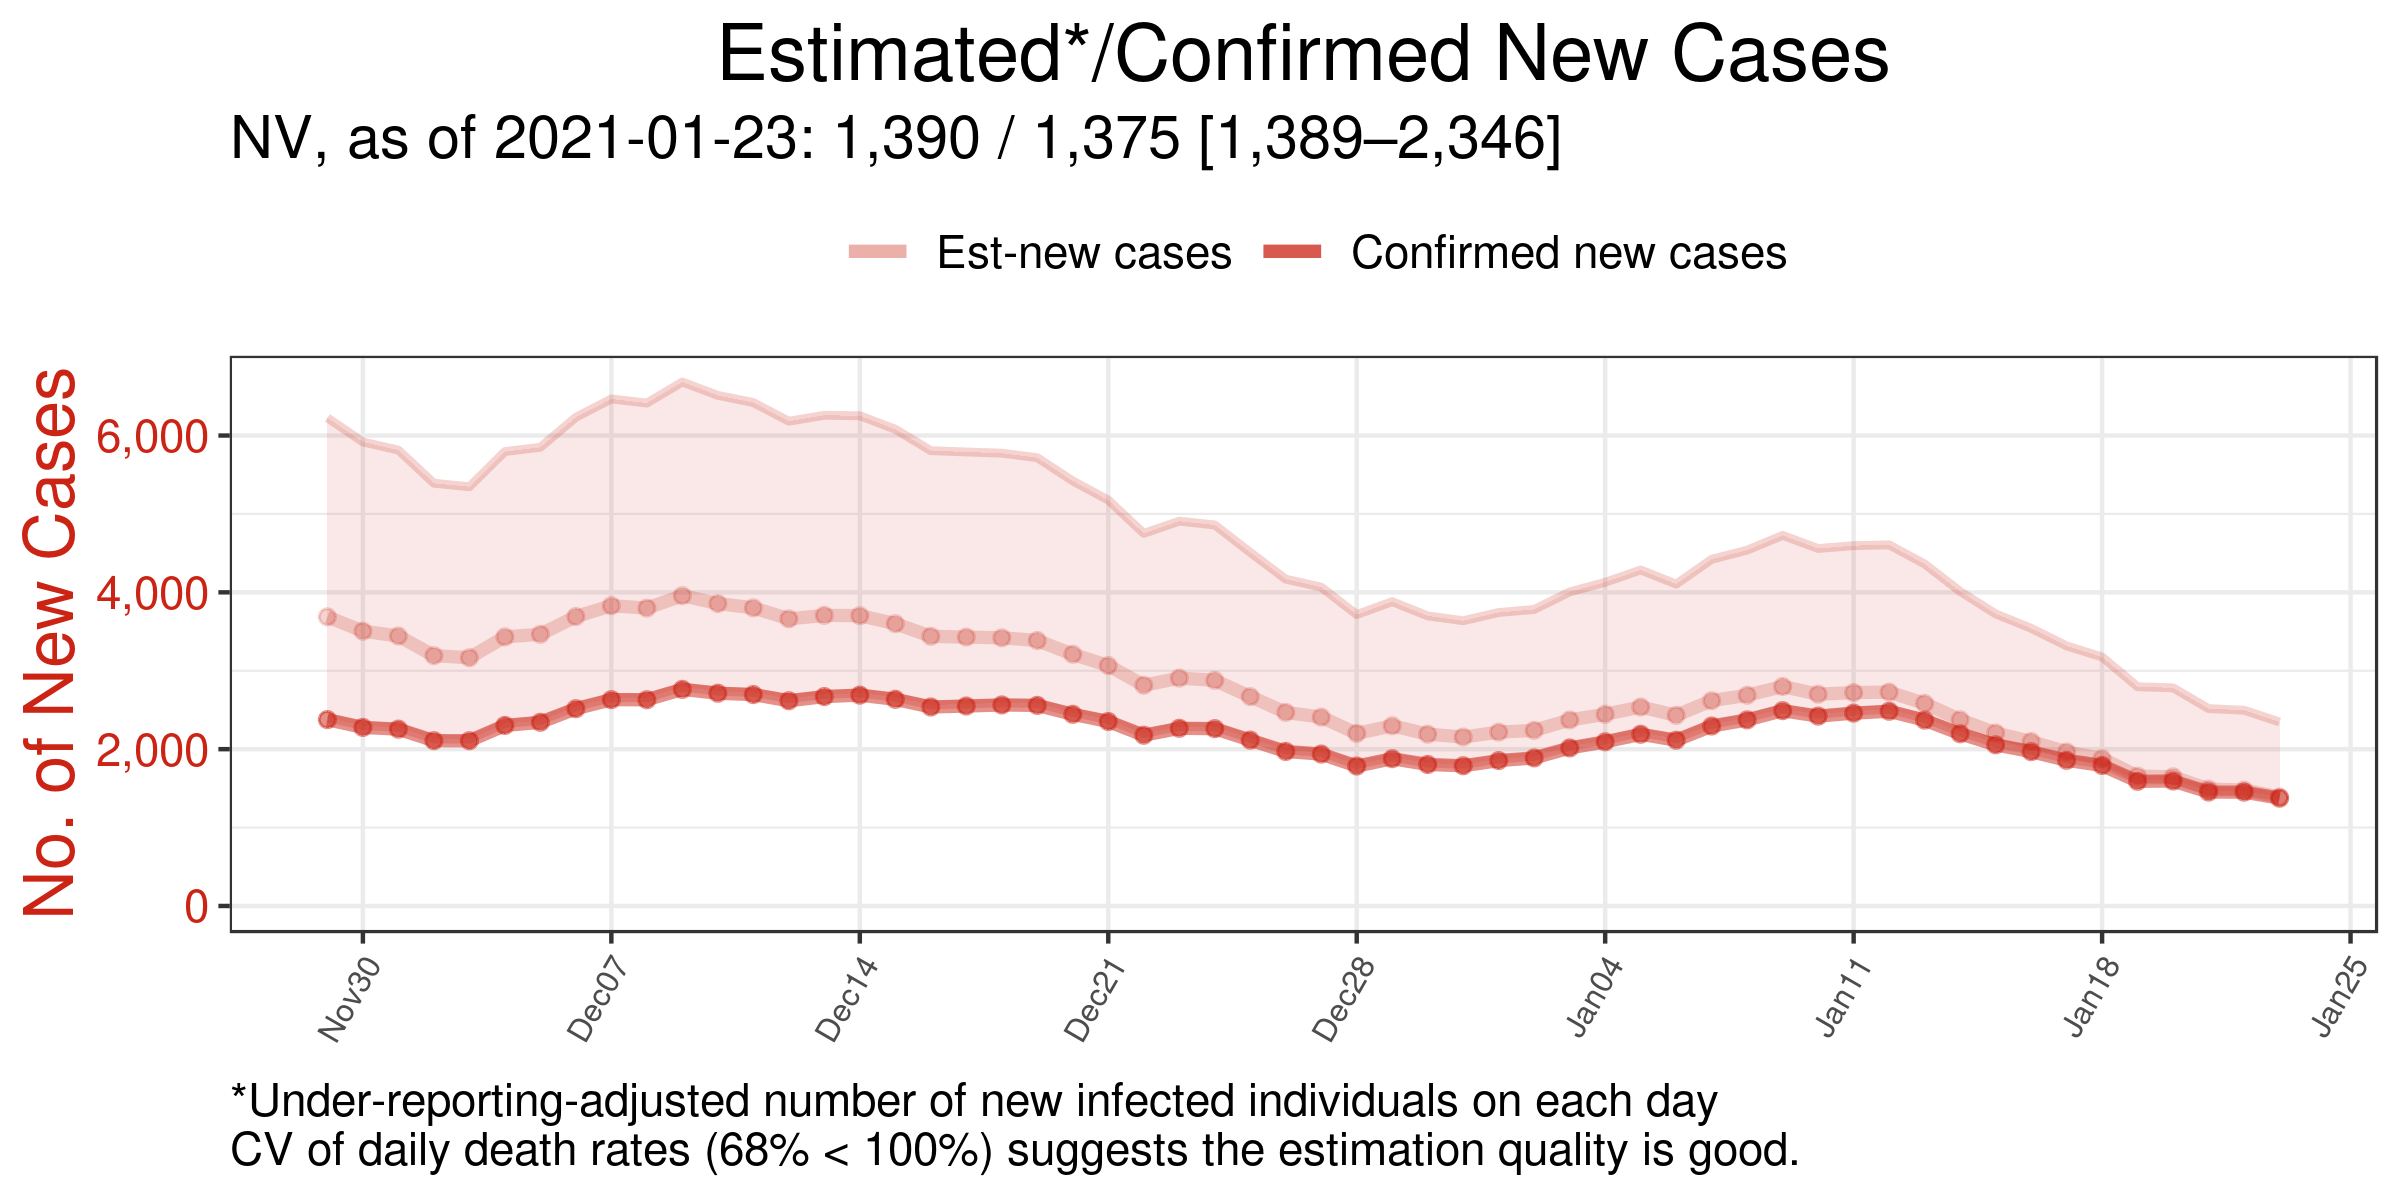 Estimated*/Confirmed New Cases
NV, as of 2021-01-23: 1,390 / 1,375 [1,389–2,346]
Est-new cases
Confirmed new cases
No. of New Cases
6,000
4,000
2,000
0
Nov30
Dec07
Dec14
Dec21
Dec28
Jan04
Jan11
Jan18
Jan25
*Under-reporting-adjusted number of new infected individuals on each day
CV of daily death rates (68% < 100%) suggests the estimation quality is good.